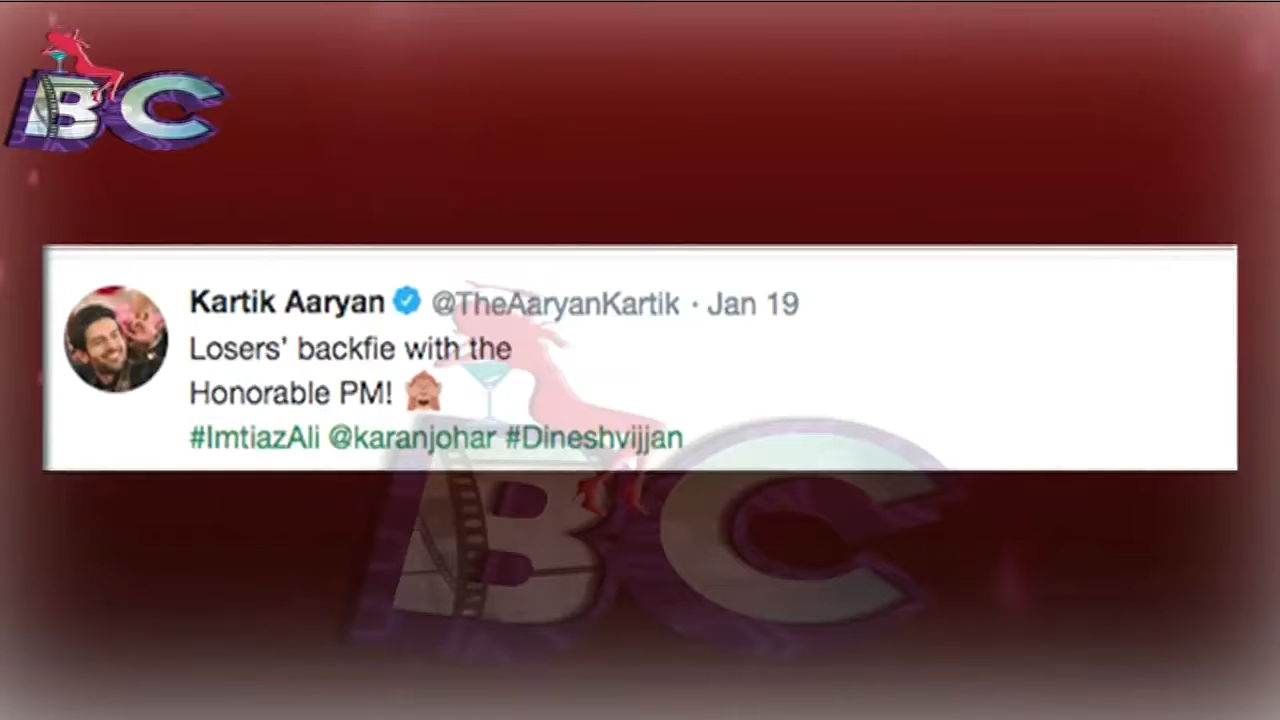 BC
Kartik Aaryan @TheAaryanKartik · Jan 19
Losers' backfie with the
Honorable PM! 🙈
#ImtiazAli @karanjohar #Dineshvijjan
BC